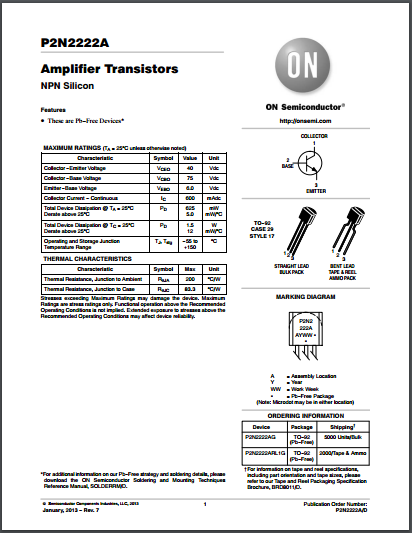 P2N2222A
Amplifier Transistors
NPN Silicon
Features
• These are Pb−Free Devices*
MAXIMUM RATINGS (TA = 25°C unless otherwise noted)
Characteristic Symbol Value Unit
Collector−Emitter Voltage VCEO 40 Vdc
Collector−Base Voltage VCBO 75 Vdc
Emitter−Base Voltage VEBO 6.0 Vdc
Collector Current − Continuous IC 600 mAdc
Total Device Dissipation @ TA = 25°C PD 625 mW
Derate above 25°C 5.0 mW/°C
Total Device Dissipation @ TC = 25°C PD 1.5 W
Derate above 25°C 12 mW/°C
Operating and Storage Junction TJ, Tstg −55 to °C
Temperature Range +150
THERMAL CHARACTERISTICS
Characteristic Symbol Max Unit
Thermal Resistance, Junction to Ambient RθJA 200 °C/W
Thermal Resistance, Junction to Case RθJC 83.3 °C/W
Stresses exceeding Maximum Ratings may damage the device. Maximum
Ratings are stress ratings only. Functional operation above the Recommended
Operating Conditions is not implied. Extended exposure to stresses above the
Recommended Operating Conditions may affect device reliability.
*For additional information on our Pb−Free strategy and soldering details, please
download the ON Semiconductor Soldering and Mounting Techniques
Reference Manual, SOLDERRM/D.
ON
ON Semiconductor®
http://onsemi.com
COLLECTOR
1
2
BASE
3
EMITTER
TO−92
CASE 29
STYLE 17
1
2
3
1
2
3
STRAIGHT LEAD
BULK PACK
BENT LEAD
TAPE & REEL
AMMO PACK
MARKING DIAGRAM
P2N2
222A
AYWW •
•
A = Assembly Location
Y = Year
WW = Work Week
• = Pb−Free Package
(Note: Microdot may be in either location)
ORDERING INFORMATION
Device Package Shipping†
P2N2222AG TO−92 5000 Units/Bulk
(Pb−Free)
P2N2222ARL1G TO−92 2000/Tape & Ammo
(Pb−Free)
†For information on tape and reel specifications,
including part orientation and tape sizes, please
refer to our Tape and Reel Packaging Specification
Brochure, BRD8011/D.
© Semiconductor Components Industries, LLC, 2013
January, 2013 − Rev. 7
1
Publication Order Number:
P2N2222A/D